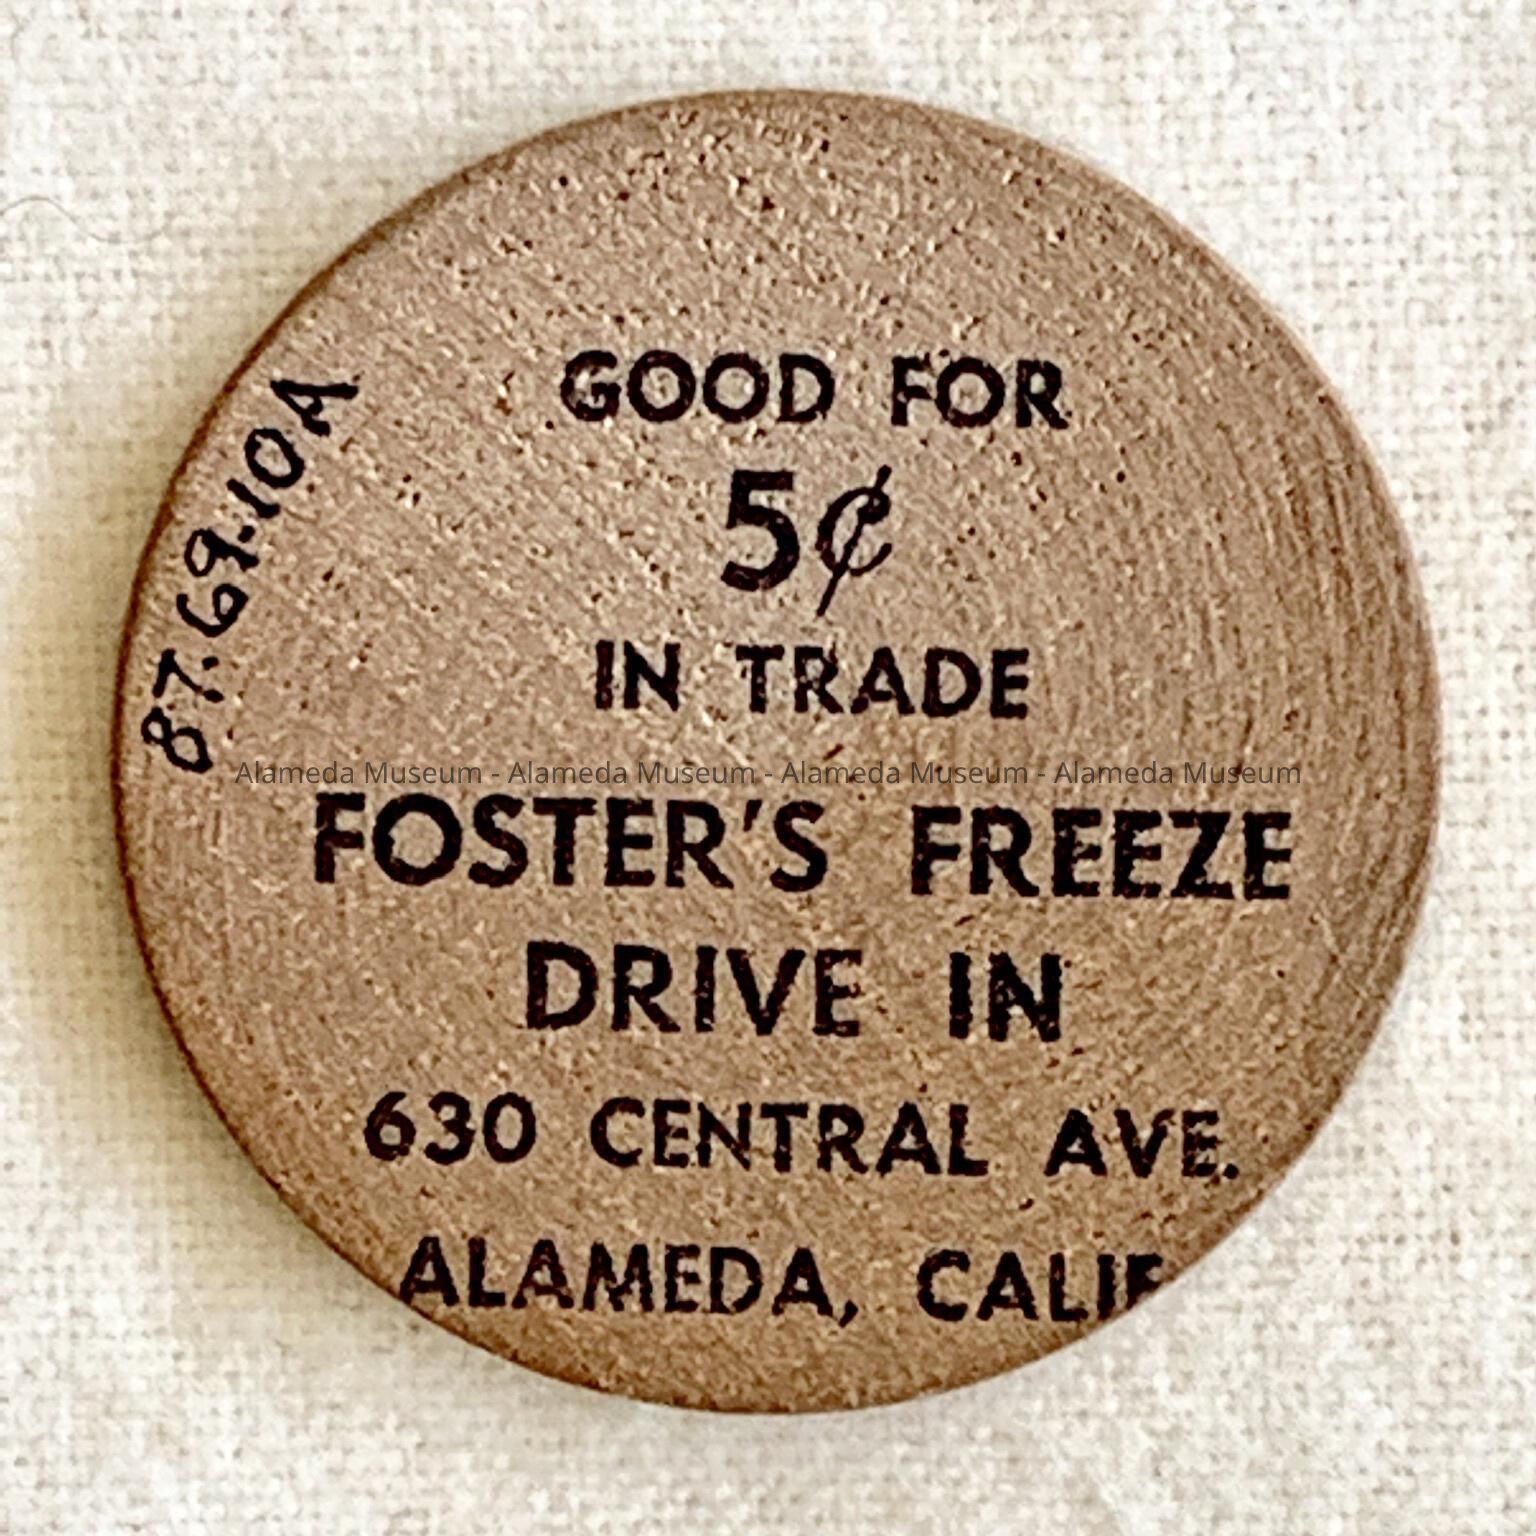 GOOD FOR
5¢
IN TRADE
FOSTER'S FREEZE
DRIVE IN
630 CENTRAL AVE.
ALAMEDA, CALIF
87.69.10A
Alameda Museum - Alameda Museum - Alameda Museum - Alameda Museum